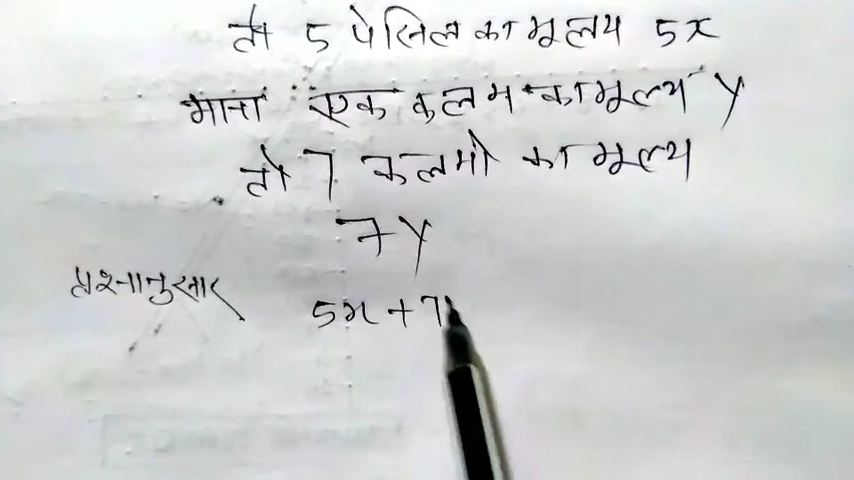 तो 5 पेंसिल का मूल्य 5x
माना एक कलम का मूल्य y
तो 7 कलमों का मूल्य
7y
प्रश्नानुसार
5x + 7